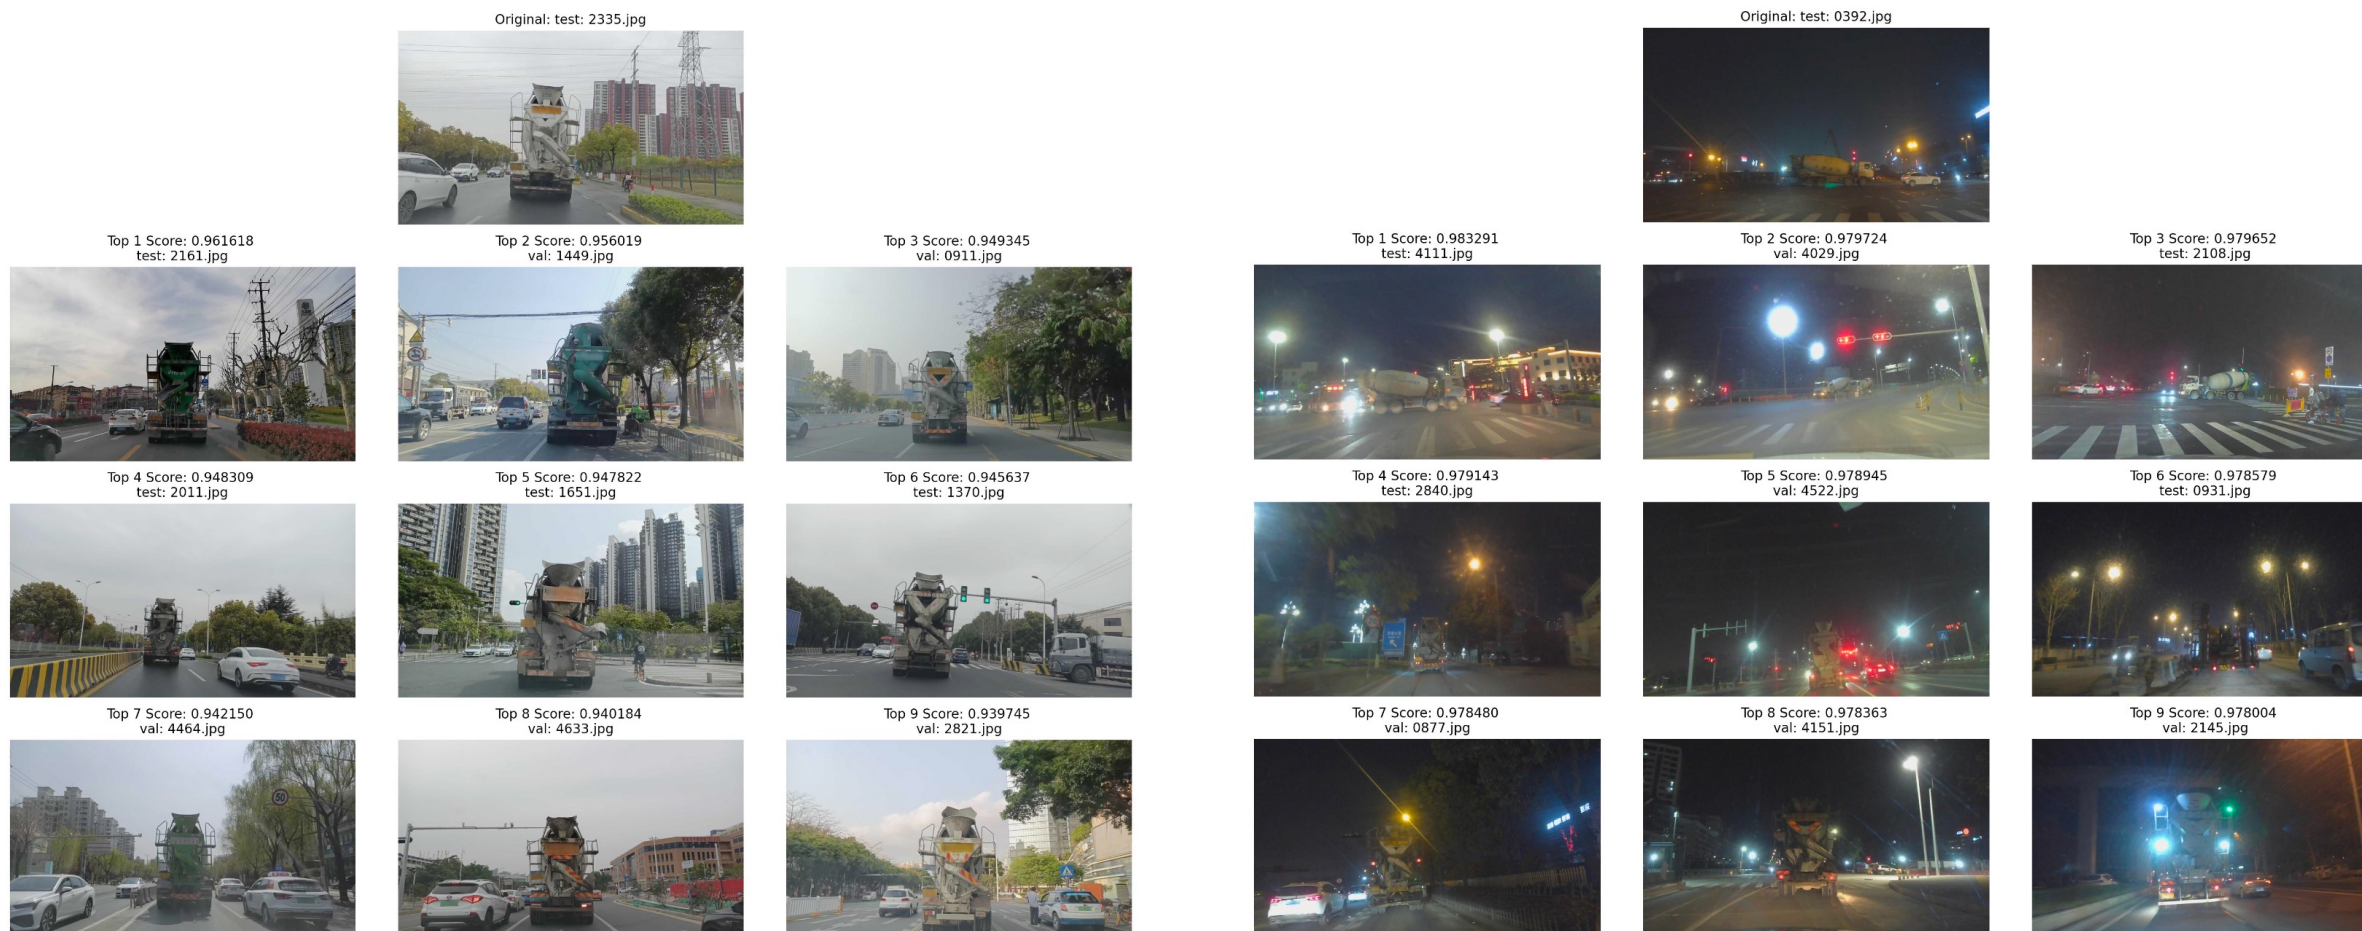 Original: test: 2335.jpg
Top 1 Score: 0.961618
test: 2161.jpg
Top 2 Score: 0.956019
val: 1449.jpg
Top 3 Score: 0.949345
val: 0911.jpg
Top 4 Score: 0.948309
test: 2011.jpg
Top 5 Score: 0.947822
test: 1651.jpg
Top 6 Score: 0.945637
test: 1370.jpg
Top 7 Score: 0.942150
val: 4464.jpg
50
Top 8 Score: 0.940184
val: 4633.jpg
Top 9 Score: 0.939745
val: 2821.jpg
Original: test: 0392.jpg
Top 1 Score: 0.983291
test: 4111.jpg
Top 2 Score: 0.979724
val: 4029.jpg
Top 3 Score: 0.979652
test: 2108.jpg
Top 4 Score: 0.979143
test: 2840.jpg
Top 5 Score: 0.978945
val: 4522.jpg
Top 6 Score: 0.978579
test: 0931.jpg
Top 7 Score: 0.978480
val: 0877.jpg
Top 8 Score: 0.978363
val: 4151.jpg
Top 9 Score: 0.978004
val: 2145.jpg